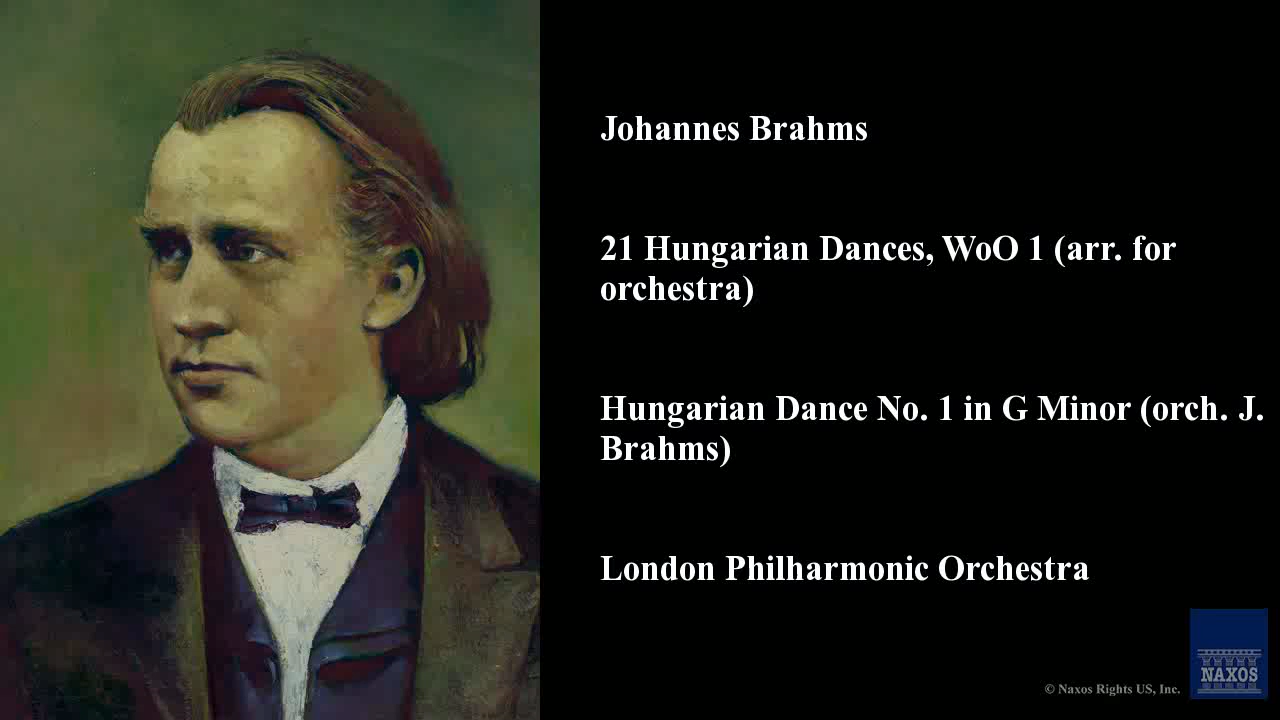 Johannes Brahms
21 Hungarian Dances, WoO 1 (arr. for
orchestra)
Hungarian Dance No. 1 in G Minor (orch. J.
Brahms)
London Philharmonic Orchestra
© Naxos Rights US, Inc.
NAXOS